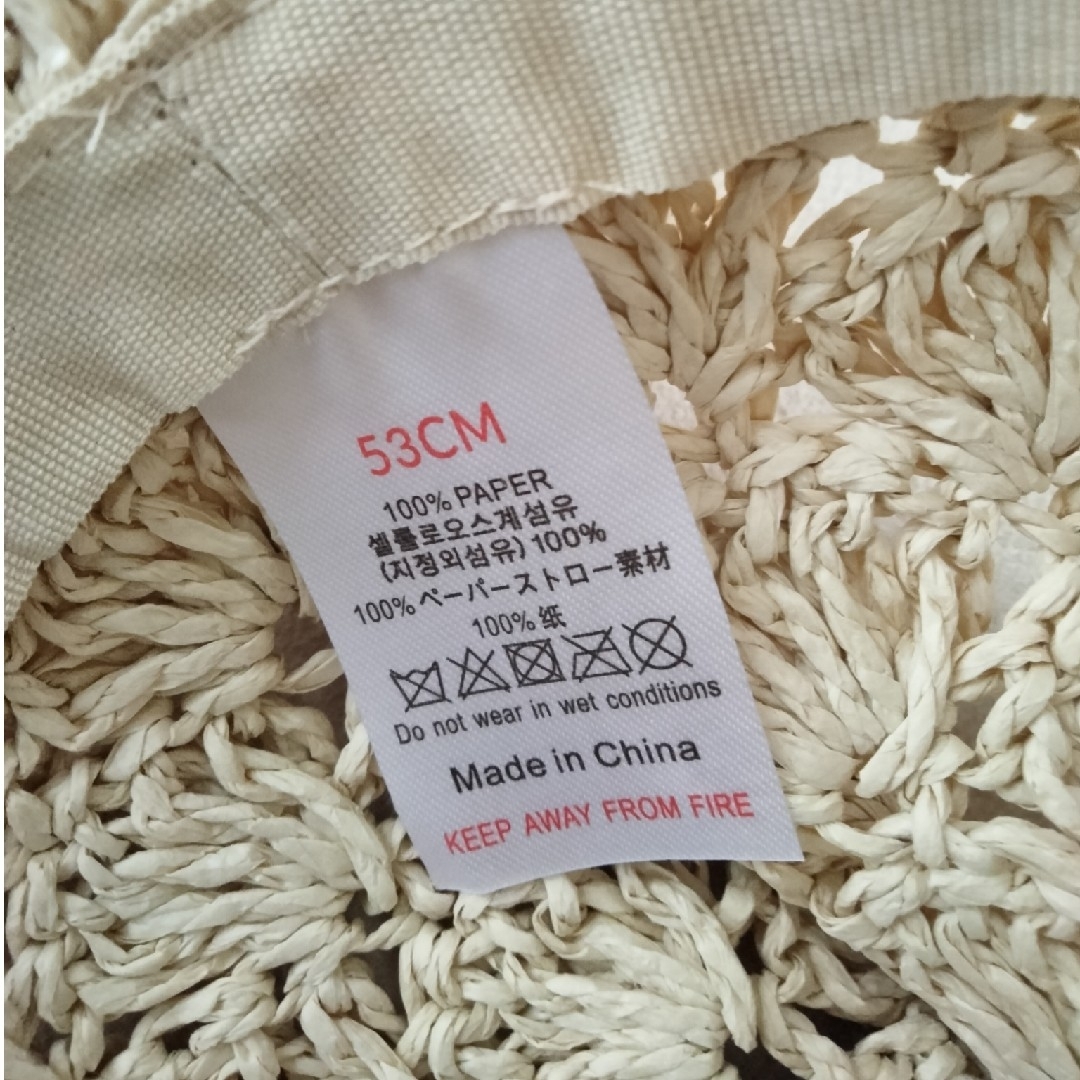 53CM
100% PAPER
셀룰로오스계섬유
(지정외섬유) 100%
100% ペーパーストロー素材
100% 纸
Do not wear in wet conditions
Made in China
KEEP AWAY FROM FIRE